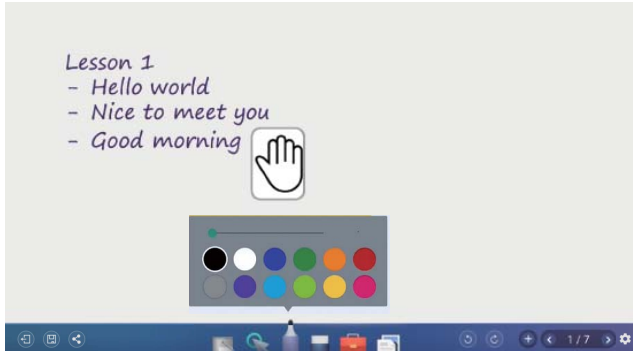 Lesson 1
- Hello world
- Nice to meet you
- Good morning
1/7